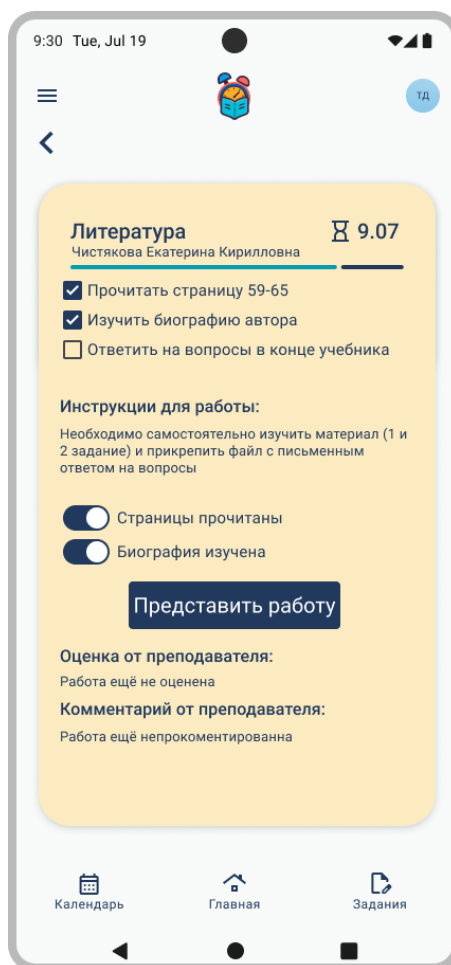 9:30 Tue, Jul 19
ТД
Литература
9.07
Чистякова Екатерина Кирилловна
Прочитать страницу 59-65
Изучить биографию автора
Ответить на вопросы в конце учебника
Инструкции для работы:
Необходимо самостоятельно изучить материал (1 и
2 задание) и прикрепить файл с письменным
ответом на вопросы
Страницы прочитаны
Биография изучена
Представить работу
Оценка от преподавателя:
Работа ещё не оценена
Комментарий от преподавателя:
Работа ещё непрокоментированна
Календарь
Главная
Задания